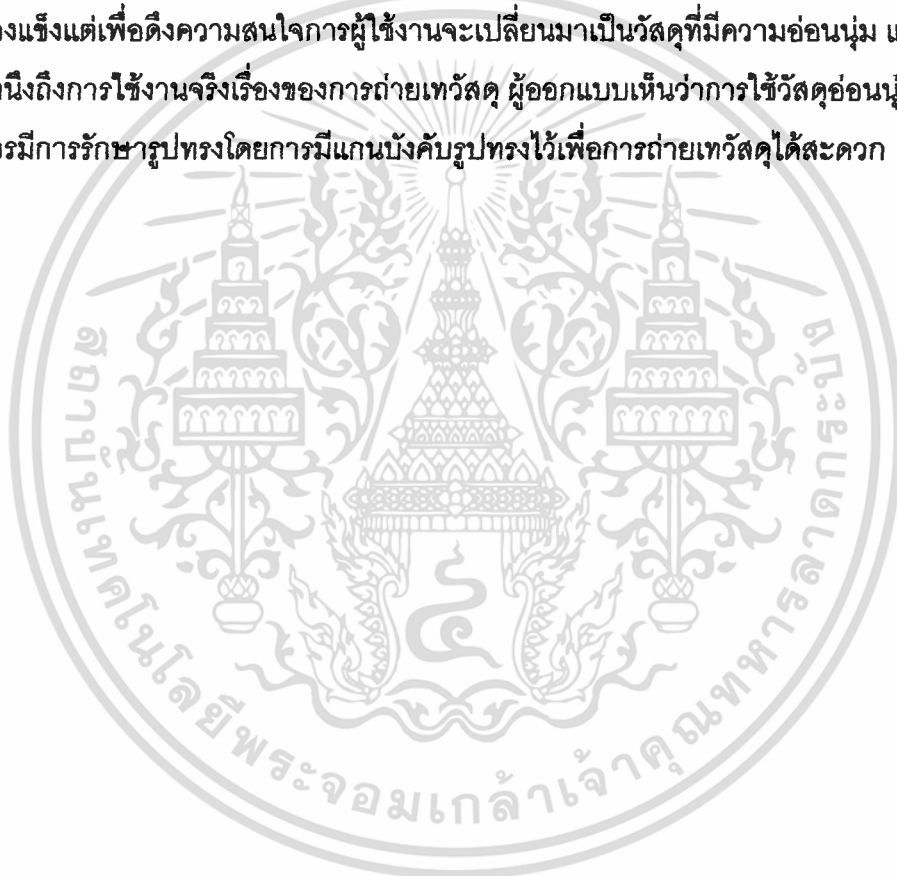 องแข็งแต่เพื่อดึงความสนใจการผู้ใช้งานจะเปลี่ยนมาเป็นวัสดุที่มีความอ่อนนุ่ม แ
านึงถึงการใช้งานจริงเรื่องของการถ่ายเทวัสดุ ผู้ออกแบบเห็นว่าการใช้วัสดุอ่อนนุ่
วรมีการรักษารูปทรงโดยการมีแกนบังคับรูปทรงไว้เพื่อการถ่ายเทวัสดุได้สะดวก
สถาบันเทคโนโลยีพระจอมเกล้าเจ้าคุณทหารลาดกระบัง
๔